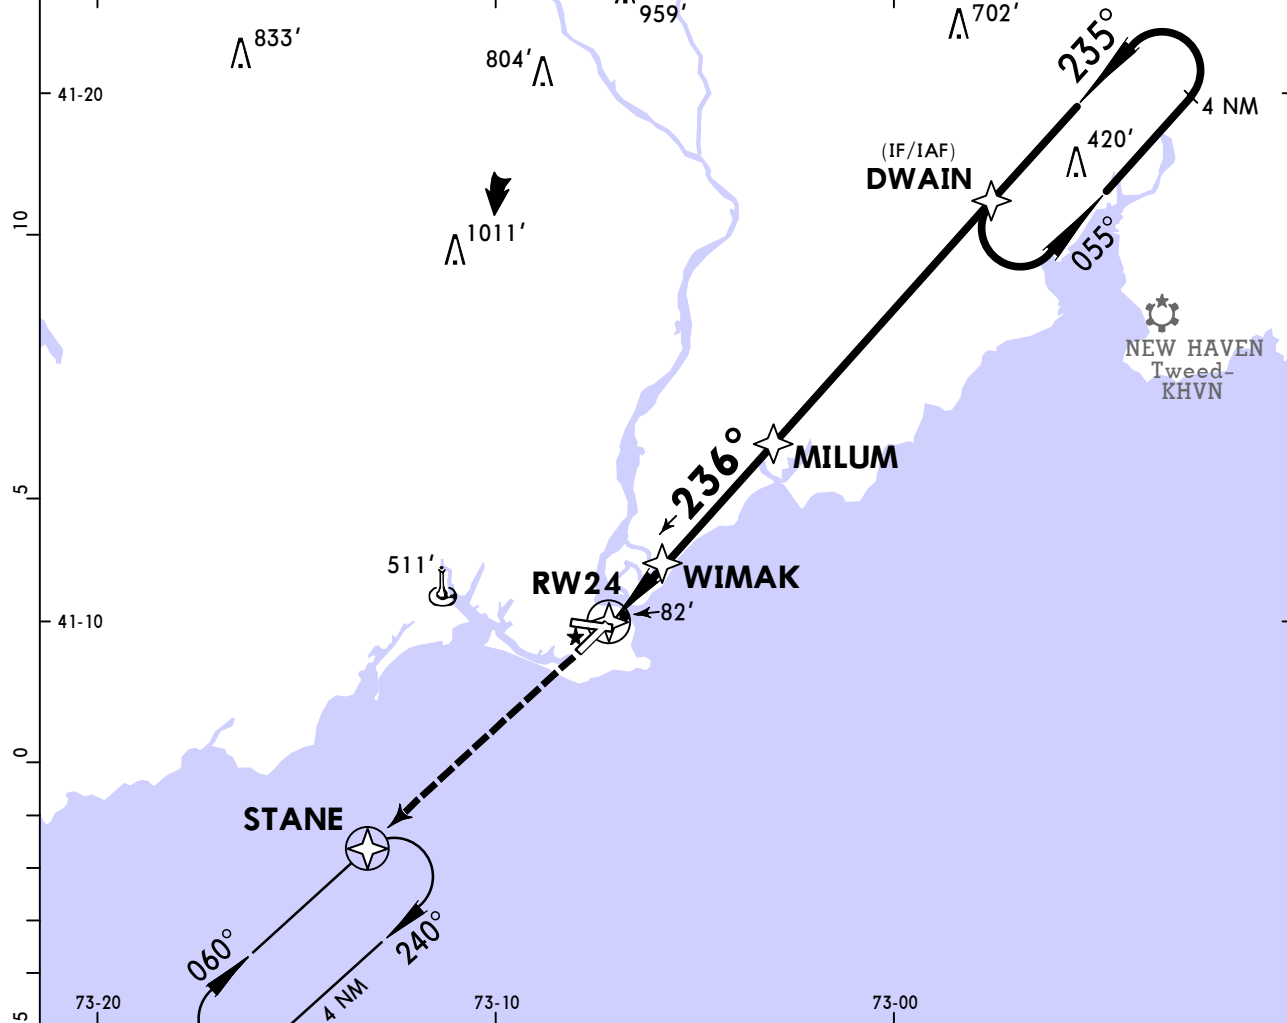 959'
702'
833'
804'
235°
41-20
4 NM
420'
(IF/IAF)
DWAIN
10
1011'
055°
NEW HAVEN
Tweed-
KHVN
236°
MILUM
5
511'
RW24
WIMAK
82'
41-10
0
STANE
240°
060°
4 NM
73-20
73-10
73-00
5